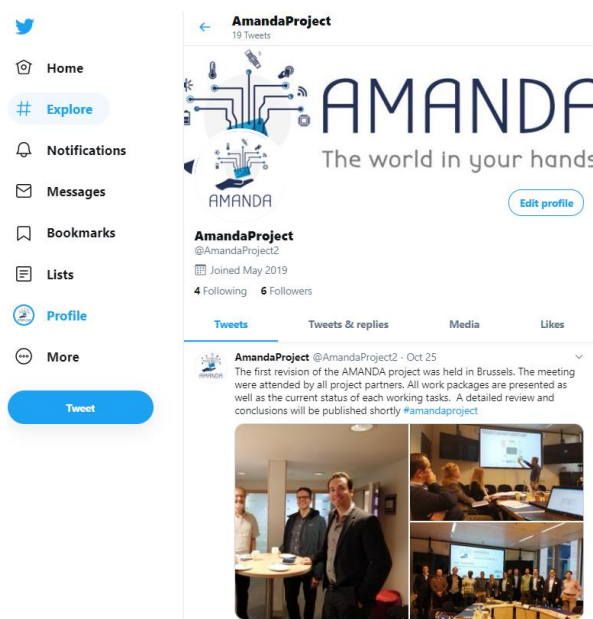 AmandaProject
19 Tweets
Home
Explore
Notifications
Messages
Bookmarks
Lists
Profile
More
Tweet
AMANDA
The world in your hands
AMANDA
Edit profile
AmandaProject
@AmandaProject2
Joined May 2019
4 Following 6 Followers
Tweets Tweets & replies Media Likes
AMANDA
AmandaProject @AmandaProject2 · Oct 25
The first revision of the AMANDA project was held in Brussels. The meeting
were attended by all project partners. All work packages are presented as
well as the current status of each working tasks. A detailed review and
conclusions will be published shortly #amandaproject